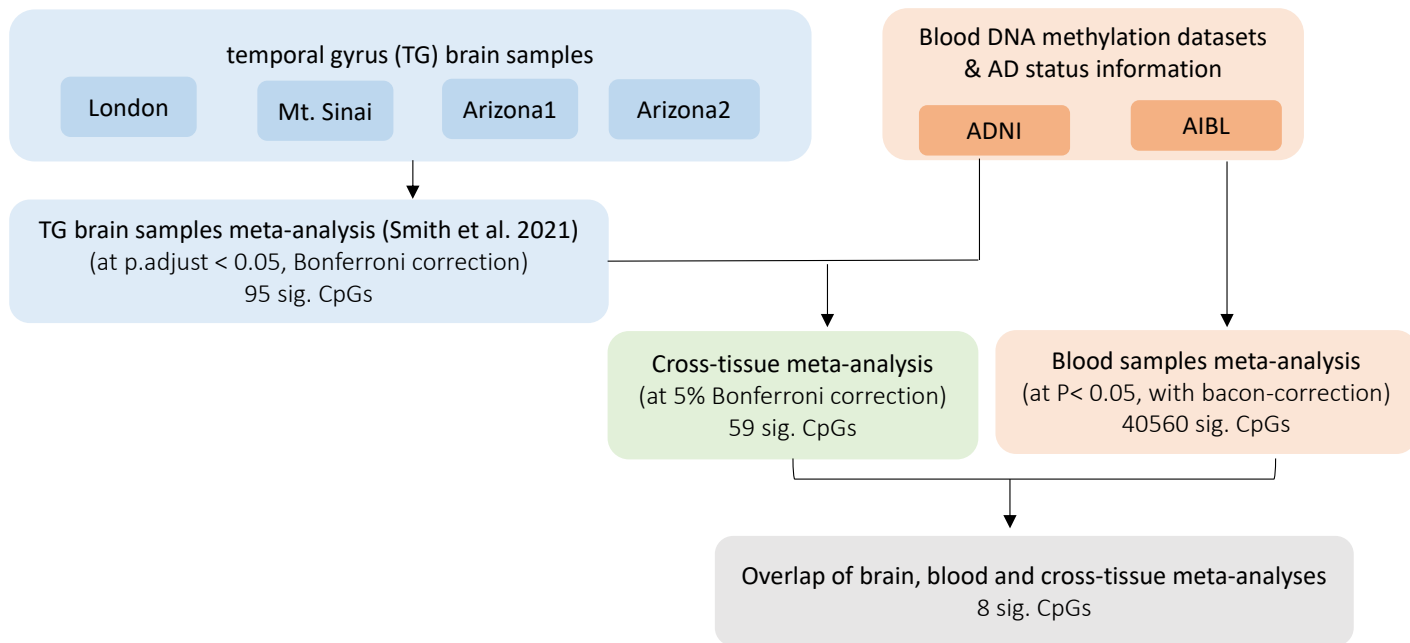 temporal gyrus (TG) brain samples
London
Mt. Sinai
Arizona1
Arizona2
Blood DNA methylation datasets
& AD status information
ADNI
AIBL
TG brain samples meta-analysis (Smith et al. 2021)
(at p.adjust < 0.05, Bonferroni correction)
95 sig. CpGs
Cross-tissue meta-analysis
(at 5% Bonferroni correction)
59 sig. CpGs
Blood samples meta-analysis
(at P< 0.05, with bacon-correction)
40560 sig. CpGs
Overlap of brain, blood and cross-tissue meta-analyses
8 sig. CpGs